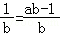 1/b = ab-1/b